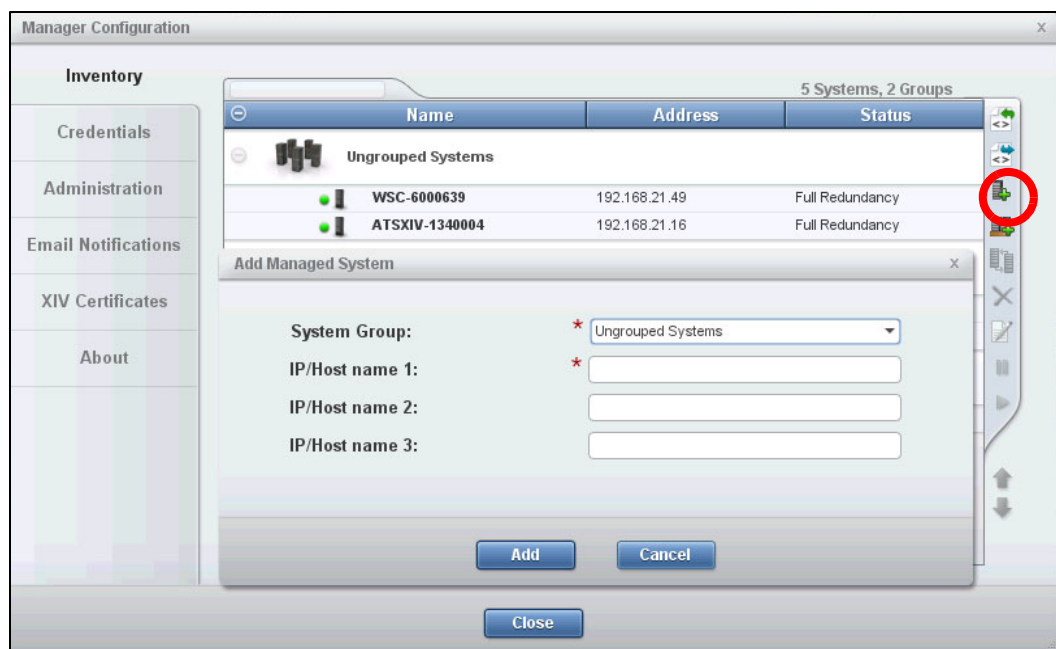 Manager Configuration x
Inventory
Credentials
Administration
Email Notifications
XIV Certificates
About
5 Systems, 2 Groups
Name Address Status
Ungrouped Systems
WSC-6000639 192.168.21.49 Full Redundancy
ATSXIV-1340004 192.168.21.16 Full Redundancy
Add Managed System x
System Group: * Ungrouped Systems
IP/Host name 1: *
IP/Host name 2:
IP/Host name 3:
Add Cancel
Close